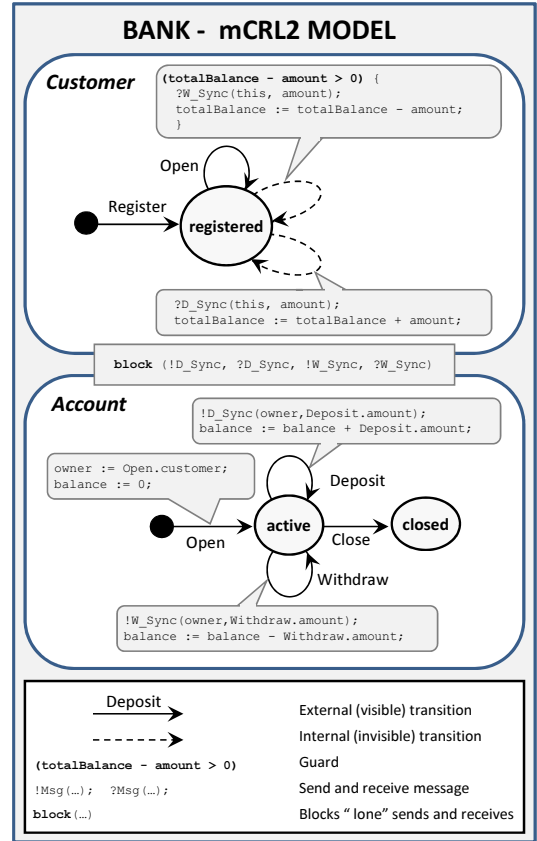 BANK - mCRL2 MODEL
Customer
(totalBalance - amount > 0) {
?W_Sync(this, amount);
totalBalance := totalBalance - amount;
}
Open
Register
registered
?D_Sync(this, amount);
totalBalance := totalBalance + amount;
block (!D_Sync, ?D_Sync, !W_Sync, ?W_Sync)
Account
!D_Sync(owner,Deposit.amount);
balance := balance + Deposit.amount;
owner := Open.customer;
balance := 0;
Deposit
active
closed
Open
Close
Withdraw
!W_Sync(owner,Withdraw.amount);
balance := balance - Withdraw.amount;
Deposit
External (visible) transition
Internal (invisible) transition
(totalBalance - amount > 0)
Guard
!Msg(…); ?Msg(…);
Send and receive message
block(…)
Blocks “ lone” sends and receives